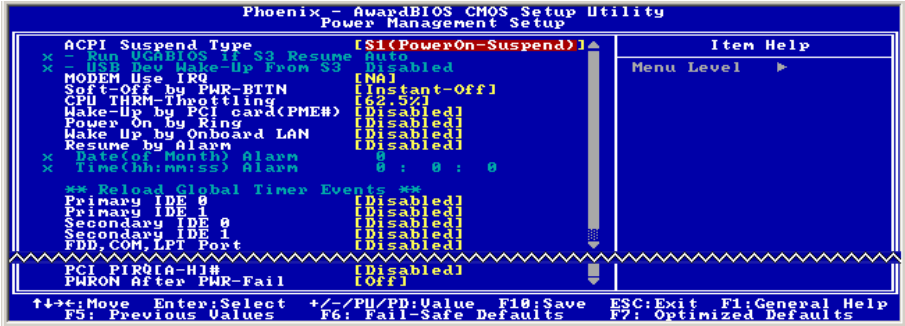 Phoenix - AwardBIOS CMOS Setup Utility
Power Management Setup
ACPI Suspend Type [S1(PowerOn-Suspend)] Item Help
x - Run VGABIOS if S3 Resume Auto
x - USB Dev Wake-Up From S3 Disabled Menu Level ▶
MODEM Use IRQ [NA]
Soft-Off by PWR-BTTN [Instant-Off]
CPU THRM-Throttling [62.5%]
Wake-Up by PCI card(PME#) [Disabled]
Power On by Ring [Disabled]
Wake Up by Onboard LAN [Disabled]
Resume by Alarm [Disabled]
x Date(of Month) Alarm 0
x Time(hh:mm:ss) Alarm 0 : 0 : 0
** Reload Global Timer Events **
Primary IDE 0 [Disabled]
Primary IDE 1 [Disabled]
Secondary IDE 0 [Disabled]
Secondary IDE 1 [Disabled]
FDD,COM,LPT Port [Disabled]
PCI PIRQ[A-H]# [Disabled]
PWRON After PWR-Fail [Off]
↑↓→←:Move Enter:Select +/-/PU/PD:Value F10:Save ESC:Exit F1:General Help
F5: Previous Values F6: Fail-Safe Defaults F7: Optimized Defaults